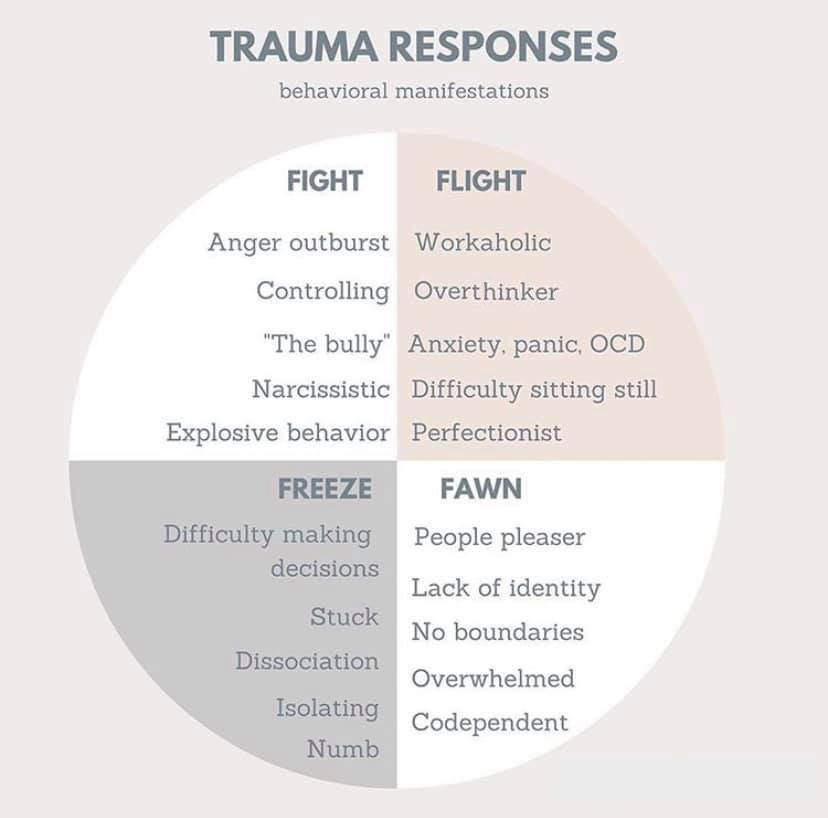 TRAUMA RESPONSES
behavioral manifestations
FIGHT
Anger outburst
Controlling
"The bully"
Narcissistic
Explosive behavior
FLIGHT
Workaholic
Overthinker
Anxiety, panic, OCD
Difficulty sitting still
Perfectionist
FREEZE
Difficulty making
decisions
Stuck
Dissociation
Isolating
Numb
FAWN
People pleaser
Lack of identity
No boundaries
Overwhelmed
Codependent